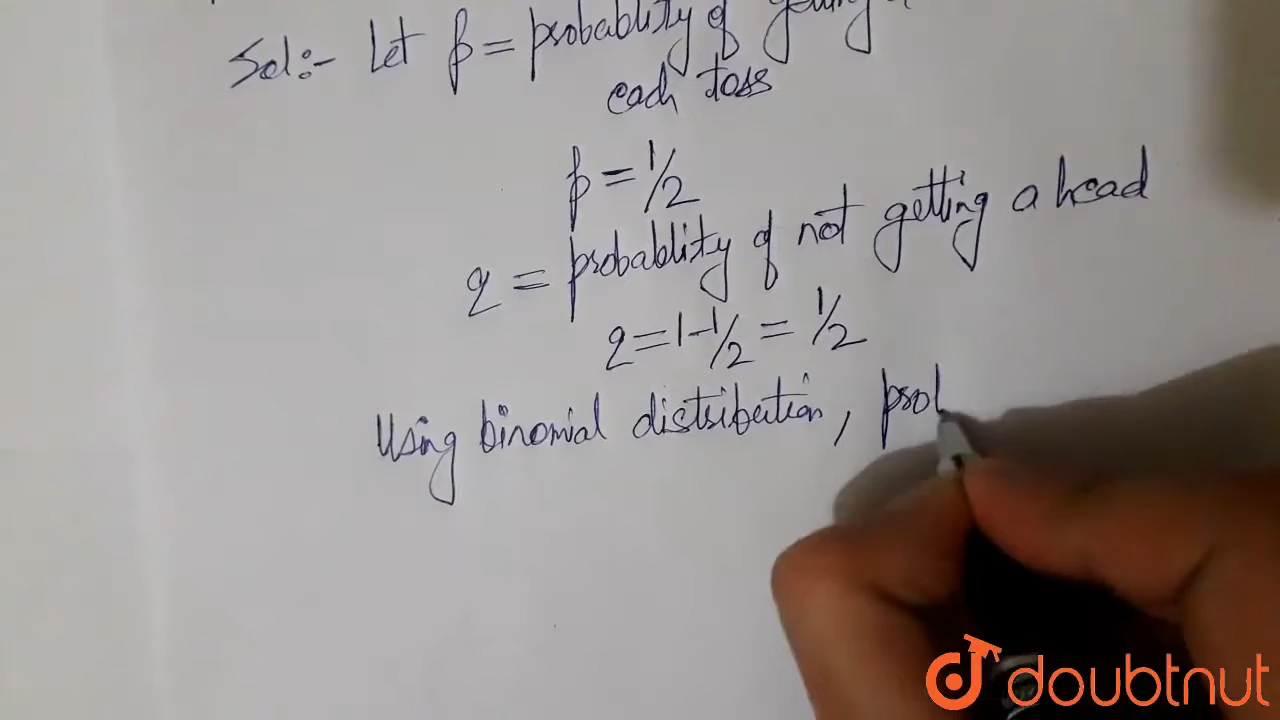 Sol:- Let p = probablity of getting a
each toss
p = 1/2
q = probablity of not getting a head
q = 1 - 1/2 = 1/2
Using binomial distribution, prob
doubtnut